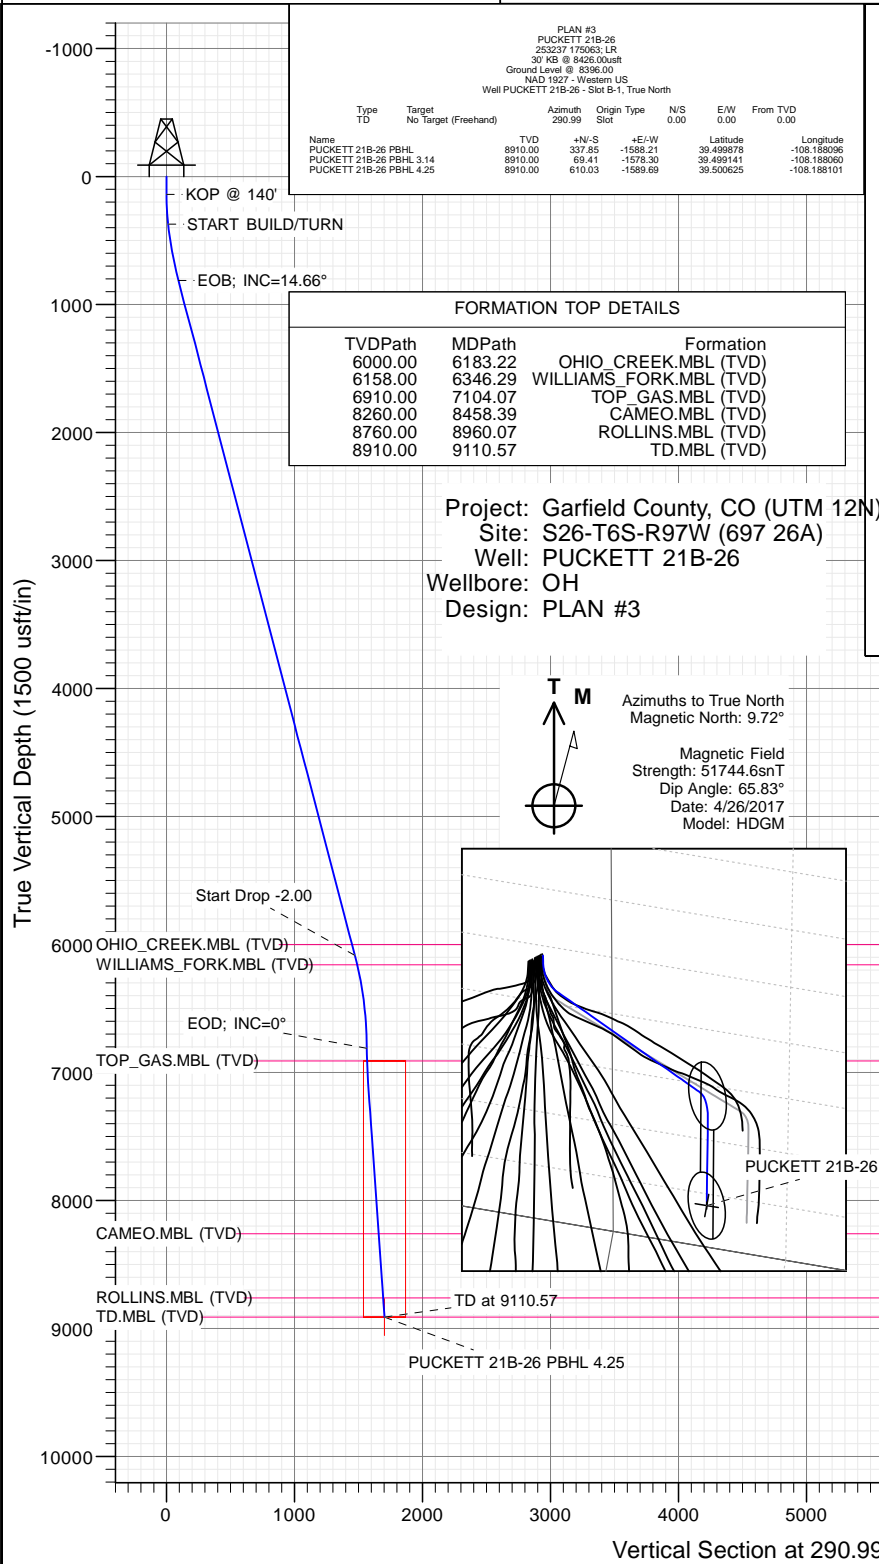 PLAN #3
PUCKETT 21B-26
253237 175063; LR
30' KB @ 8426.00usft
Ground Level @ 8396.00
NAD 1927 - Western US
Well PUCKETT 21B-26 - Slot B-1, True North
Type Target Azimuth Origin Type N/S E/W From TVD
TD No Target (Freehand) 290.99 Slot 0.00 0.00 0.00
Name TVD +N/-S +E/-W Latitude Longitude
PUCKETT 21B-26 PBHL 8910.00 337.85 -1588.21 39.499878 -108.188096
PUCKETT 21B-26 PBHL 3.14 8910.00 69.41 -1578.30 39.499141 -108.188060
PUCKETT 21B-26 PBHL 4.25 8910.00 610.03 -1589.69 39.500625 -108.188101
-1000
0
1000
2000
3000
4000
5000
6000
7000
8000
9000
10000
True Vertical Depth (1500 usft/in)
KOP @ 140'
START BUILD/TURN
EOB; INC=14.66°
FORMATION TOP DETAILS
TVDPath MDPath Formation
6000.00 6183.22 OHIO_CREEK.MBL (TVD)
6158.00 6346.29 WILLIAMS_FORK.MBL (TVD)
6910.00 7104.07 TOP_GAS.MBL (TVD)
8260.00 8458.39 CAMEO.MBL (TVD)
8760.00 8960.07 ROLLINS.MBL (TVD)
8910.00 9110.57 TD.MBL (TVD)
Project: Garfield County, CO (UTM 12N)
Site: S26-T6S-R97W (697 26A)
Well: PUCKETT 21B-26
Wellbore: OH
Design: PLAN #3
T M
Azimuths to True North
Magnetic North: 9.72°
Magnetic Field
Strength: 51744.6snT
Dip Angle: 65.83°
Date: 4/26/2017
Model: HDGM
Start Drop -2.00
OHIO_CREEK.MBL (TVD)
WILLIAMS_FORK.MBL (TVD)
EOD; INC=0°
TOP_GAS.MBL (TVD)
PUCKETT 21B-26
CAMEO.MBL (TVD)
ROLLINS.MBL (TVD)
TD at 9110.57
TD.MBL (TVD)
PUCKETT 21B-26 PBHL 4.25
0 1000 2000 3000 4000 5000
Vertical Section at 290.99